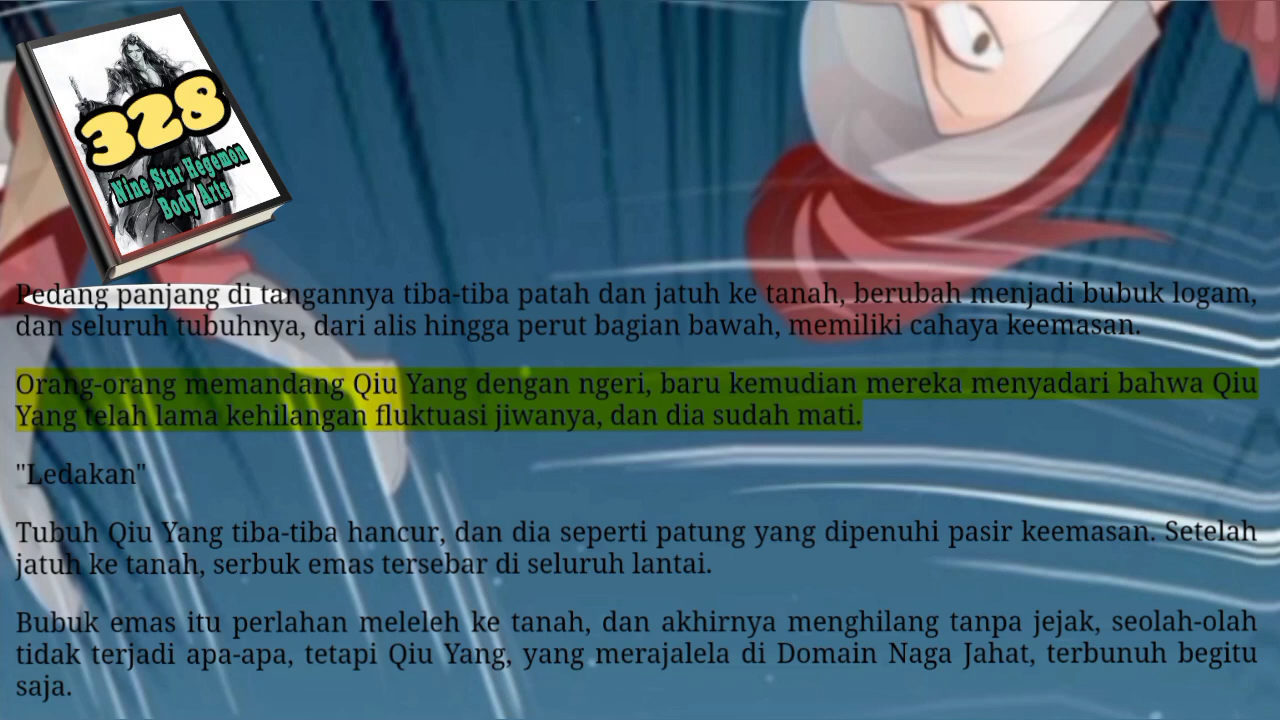 328
Nine Star Hegemon
Body Arts
Pedang panjang di tangannya tiba-tiba patah dan jatuh ke tanah, berubah menjadi bubuk logam,
dan seluruh tubuhnya, dari alis hingga perut bagian bawah, memiliki cahaya keemasan.
Orang-orang memandang Qiu Yang dengan ngeri, baru kemudian mereka menyadari bahwa Qiu
Yang telah lama kehilangan fluktuasi jiwanya, dan dia sudah mati.
"Ledakan"
Tubuh Qiu Yang tiba-tiba hancur, dan dia seperti patung yang dipenuhi pasir keemasan. Setelah
jatuh ke tanah, serbuk emas tersebar di seluruh lantai.
Bubuk emas itu perlahan meleleh ke tanah, dan akhirnya menghilang tanpa jejak, seolah-olah
tidak terjadi apa-apa, tetapi Qiu Yang, yang merajalela di Domain Naga Jahat, terbunuh begitu
saja.